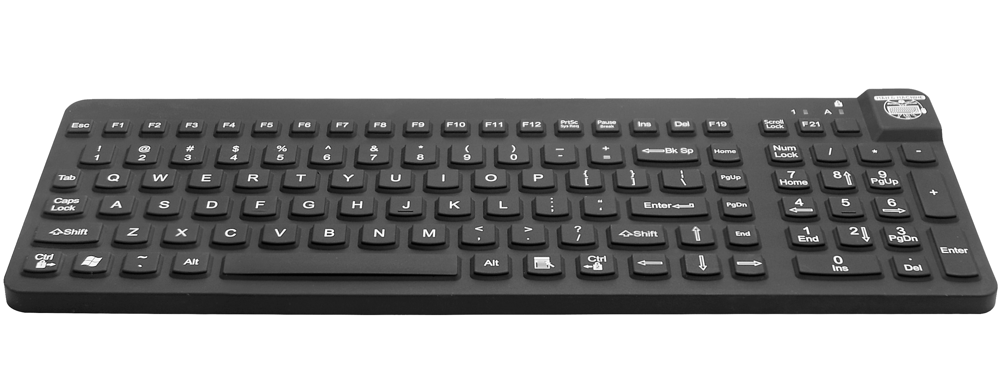 MAN & MACHINE
1 A
Esc F1 F2 F3 F4 F5 F6 F7 F8 F9 F10 F11 F12 PrtSc Pause Ins Del F19 Scroll F21
Sys Req Break Lock
! @ # $ % ^ & * ( ) _ + Bk Sp Home Num / * -
1 2 3 4 5 6 7 8 9 0 - = Lock
Tab Q W E R T Y U I O P { } ¦ PgUp 7 8 9 +
[ ] \ Home PgUp
Caps A S D F G H J K L : “ Enter PgDn 4 5 6
Lock ; ‘
Shift Z X C V B N M < > ? Shift End 1 2 3 Enter
, . / End PgDn
Ctrl ~ Alt Alt Ctrl 0 .
1 2 Ins Del